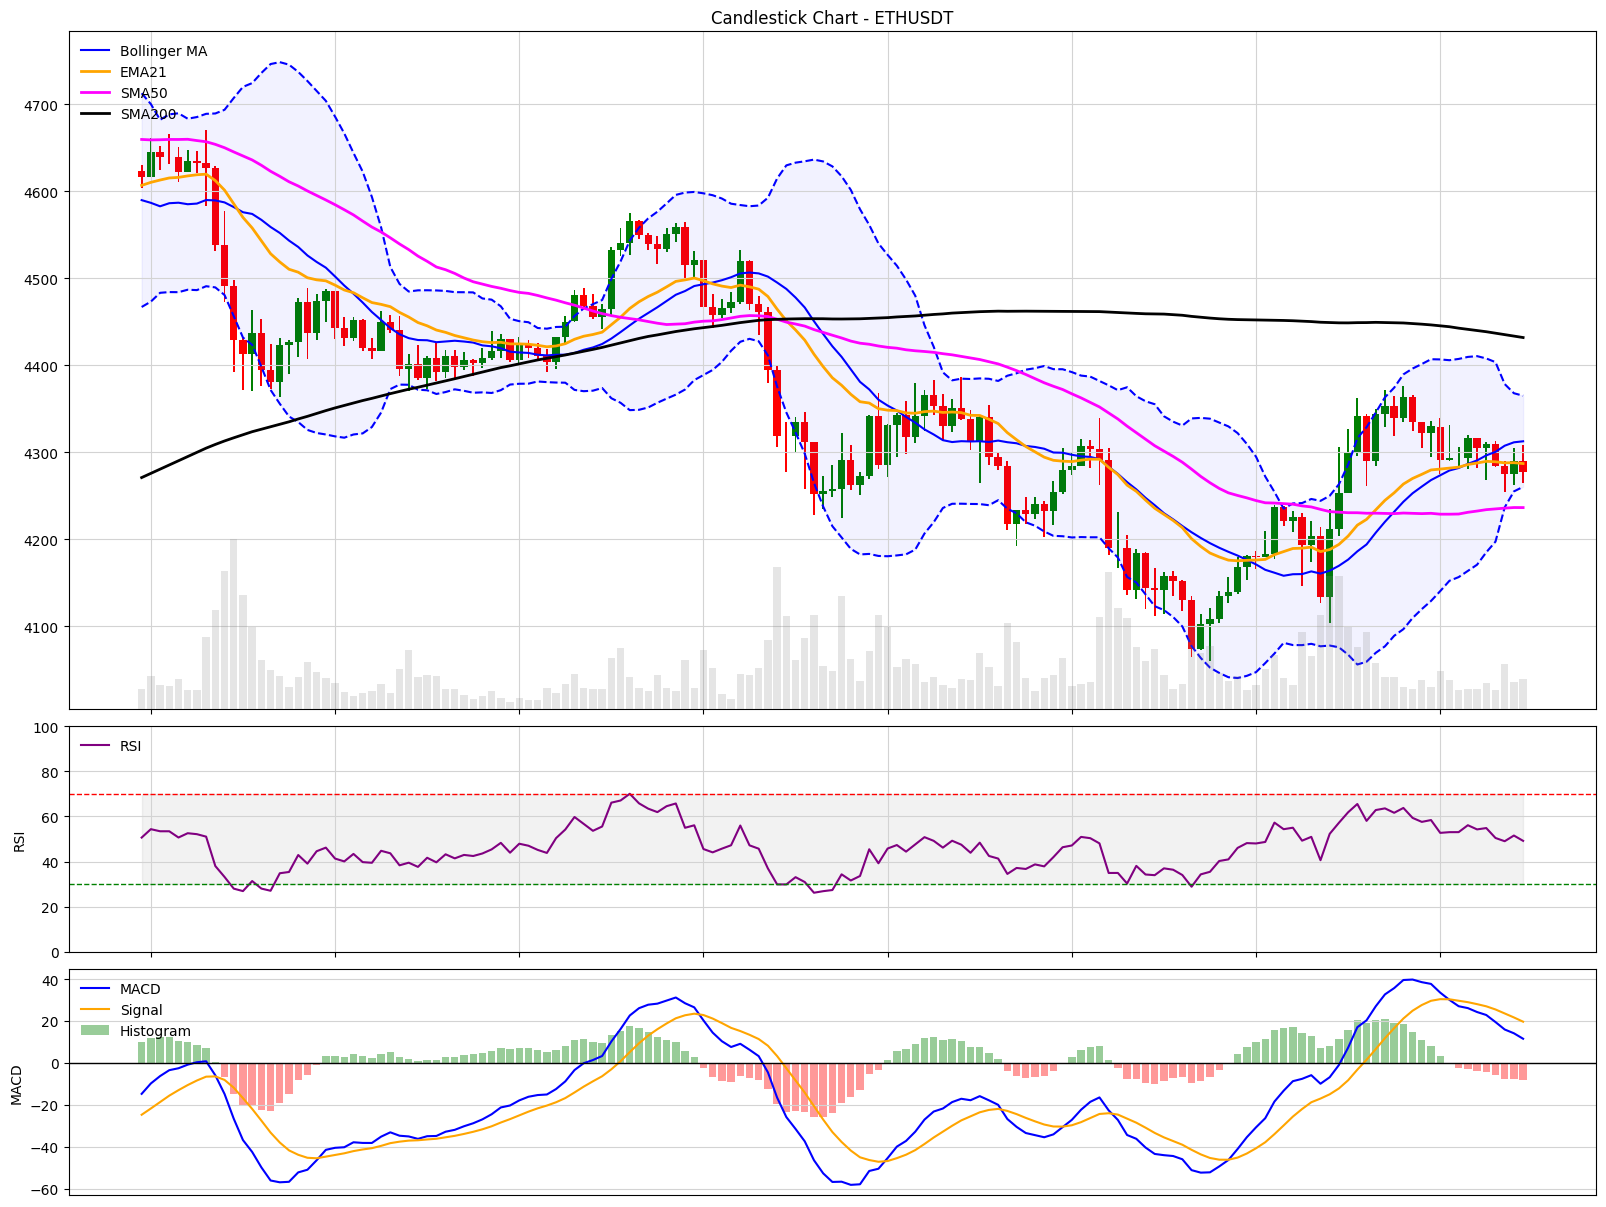 Candlestick Chart - ETHUSDT
Bollinger MA
EMA21
SMA50
SMA200
4700
4600
4500
4400
4300
4200
4100
RSI
100
80
60
40
20
0
RSI
MACD
Signal
Histogram
40
20
0
−20
−40
−60
MACD